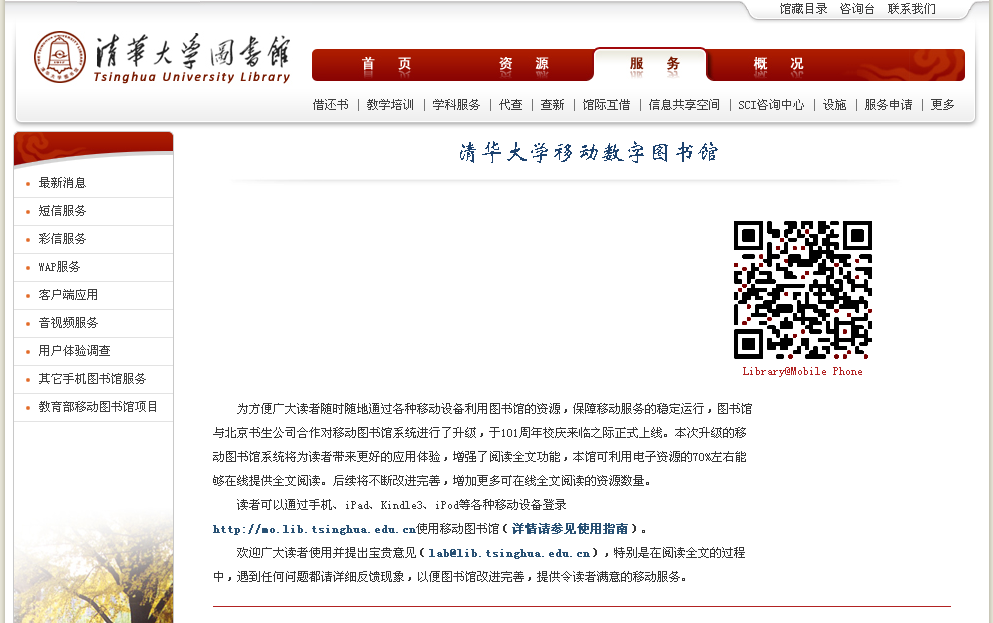 馆藏目录 咨询台 联系我们
清華大学圖書館
Tsinghua University Library
首 页 资 源 服 务 概 况
借还书 | 教学培训 | 学科服务 | 代查 | 查新 | 馆际互借 | 信息共享空间 | SCI咨询中心 | 设施 | 服务申请 | 更多
清华大学移动数字图书馆
最新消息
短信服务
彩信服务
WAP服务
客户端应用
音视频服务
用户体验调查
其它手机图书馆服务
教育部移动图书馆项目
Library@Mobile Phone
为方便广大读者随时随地通过各种移动设备利用图书馆的资源，保障移动服务的稳定运行，图书馆
与北京书生公司合作对移动图书馆系统进行了升级，于101周年校庆来临之际正式上线。本次升级的移
动图书馆系统将为读者带来更好的应用体验，增强了阅读全文功能，本馆可利用电子资源的70%左右能
够在线提供全文阅读。后续将不断改进完善，增加更多可在线全文阅读的资源数量。
读者可以通过手机、iPad、Kindle3、iPod等各种移动设备登录
http://mo.lib.tsinghua.edu.cn使用移动图书馆（详情请参见使用指南）。
欢迎广大读者使用并提出宝贵意见（lab@lib.tsinghua.edu.cn），特别是在阅读全文的过程
中，遇到任何问题都请详细反馈现象，以便图书馆改进完善，提供令读者满意的移动服务。